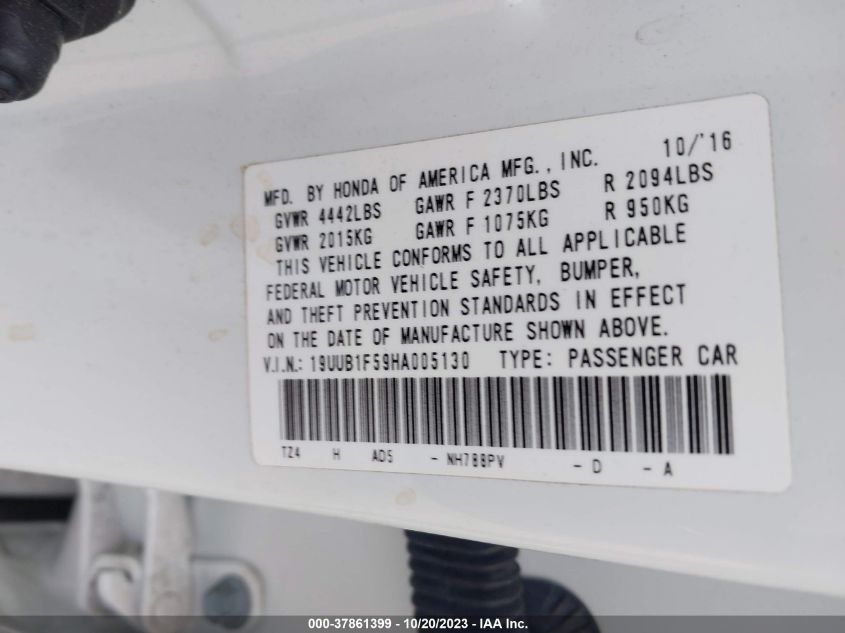 MFD. BY HONDA OF AMERICA MFG., INC. 10/'16
GVWR 4442LBS GAWR F 2370LBS R 2094LBS
GVWR 2015KG GAWR F 1075KG R 950KG
THIS VEHICLE CONFORMS TO ALL APPLICABLE
FEDERAL MOTOR VEHICLE SAFETY, BUMPER,
AND THEFT PREVENTION STANDARDS IN EFFECT
ON THE DATE OF MANUFACTURE SHOWN ABOVE.
V.I.N.: 19UUB1F59HA005130 TYPE: PASSENGER CAR
TZ4 H AD5 - NH788PV - D - A
000-37861399 - 10/20/2023 - IAA Inc.